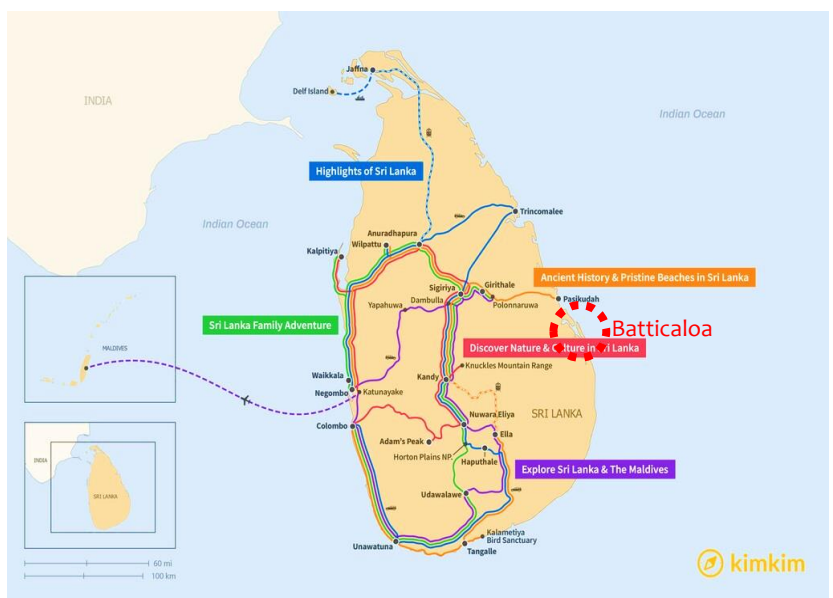 Jaffna
Delf Island
INDIA
Indian Ocean
Highlights of Sri Lanka
Indian Ocean
Trincomalee
Anuradhapura
Wilpattu
Kalpitiya
Ancient History & Pristine Beaches in Sri Lanka
Girithale
Sigiriya
Dambulla
Polonnaruwa
Pasikudah
Yapahuwa
Sri Lanka Family Adventure
Batticaloa
Discover Nature & Culture in Sri Lanka
MALDIVES
Knuckles Mountain Range
Kandy
Waikkala
Negombo
Katunayake
SRI LANKA
Nuwara Eliya
Colombo
Ella
Adam's Peak
Horton Plains NP.
Haputhale
Explore Sri Lanka & The Maldives
INDIA
SRI LANKA
Udawalawe
Kalametiya
Bird Sanctuary
Unawatuna
Tangalle
60 mi
100 km
kimkim